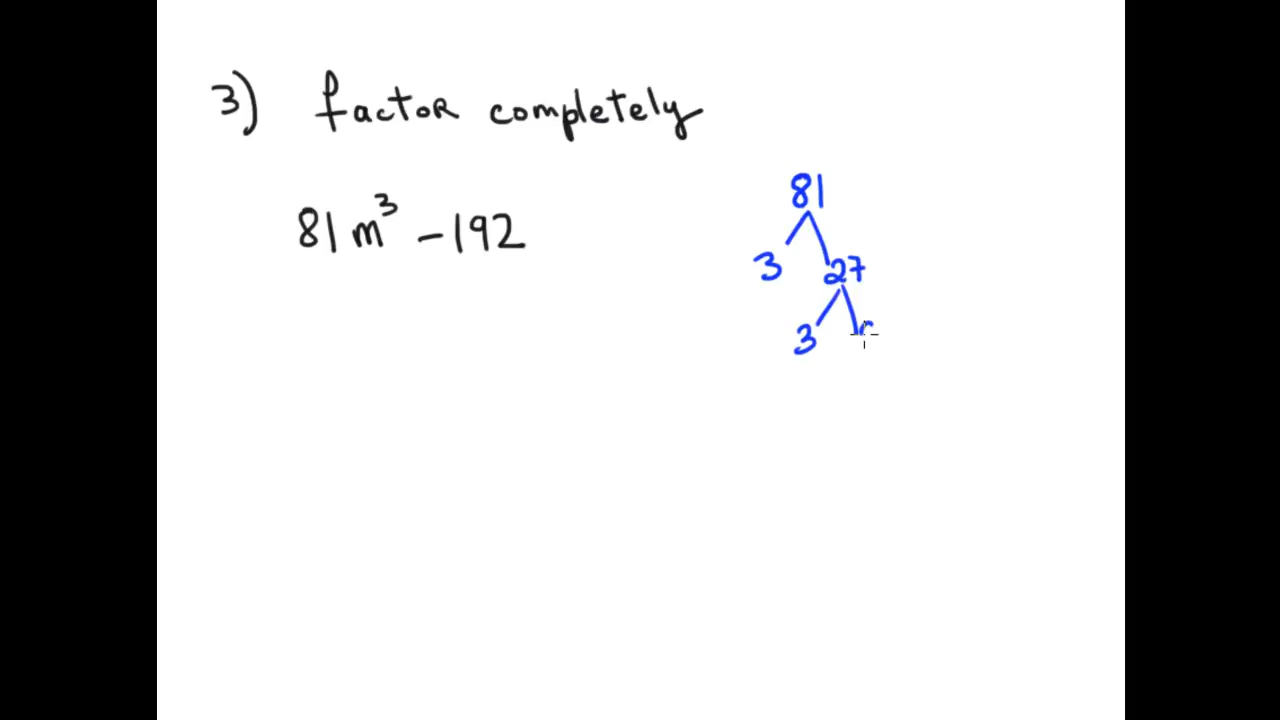 3) factor completely
81m³ - 192
81
3 27
3